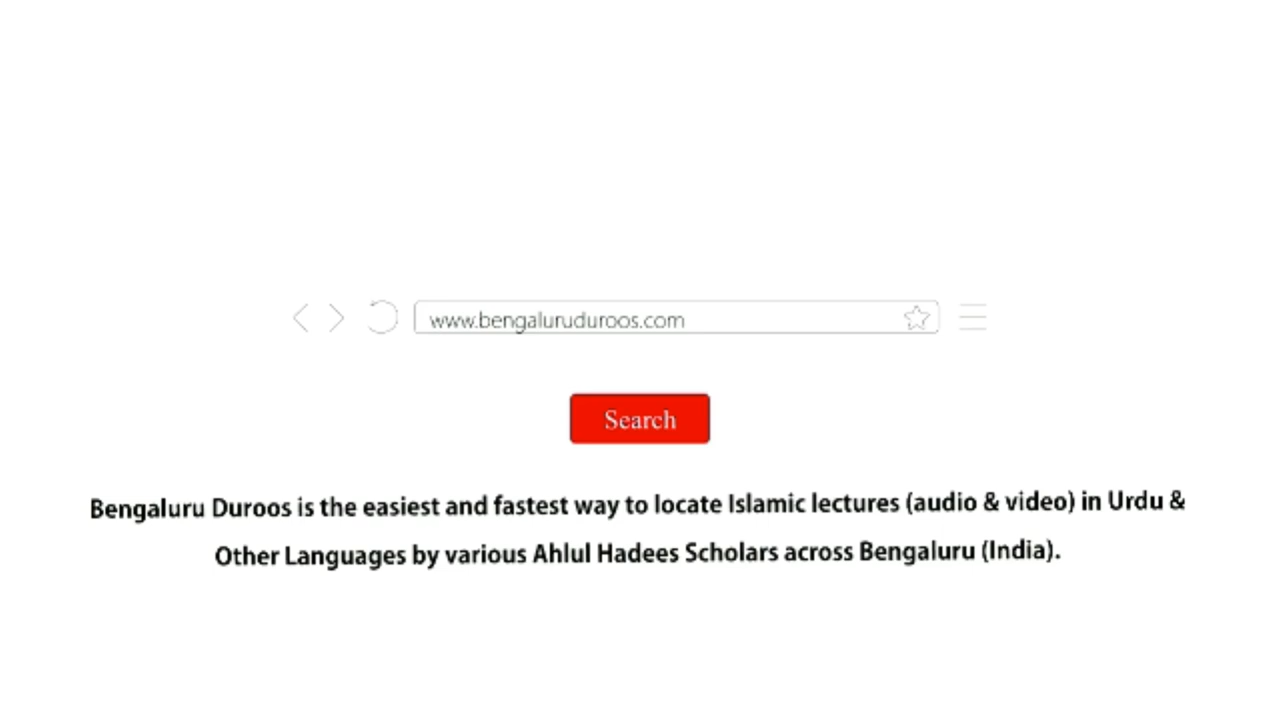 www.bengaluruduroos.com
Search
Bengaluru Duroos is the easiest and fastest way to locate Islamic lectures (audio & video) in Urdu &
Other Languages by various Ahlul Hadees Scholars across Bengaluru (India).